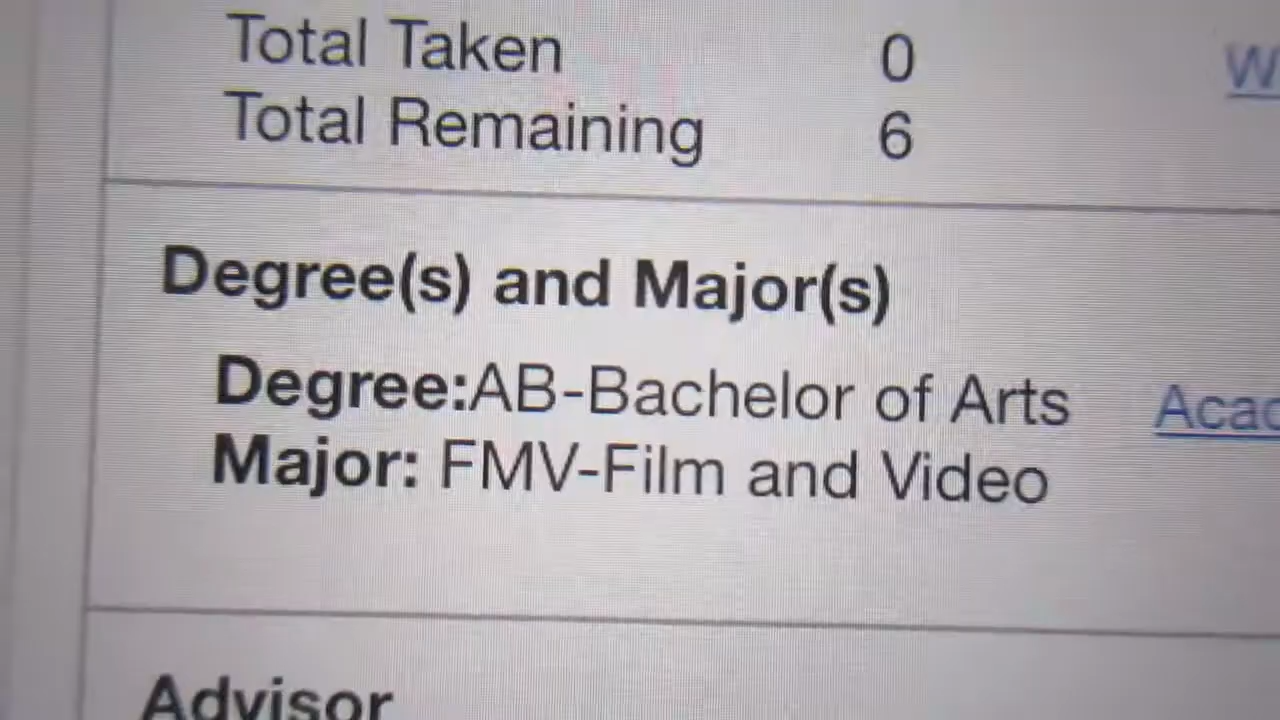 Total Taken 0
Total Remaining 6
Degree(s) and Major(s)
Degree:AB-Bachelor of Arts
Major: FMV-Film and Video
Advisor